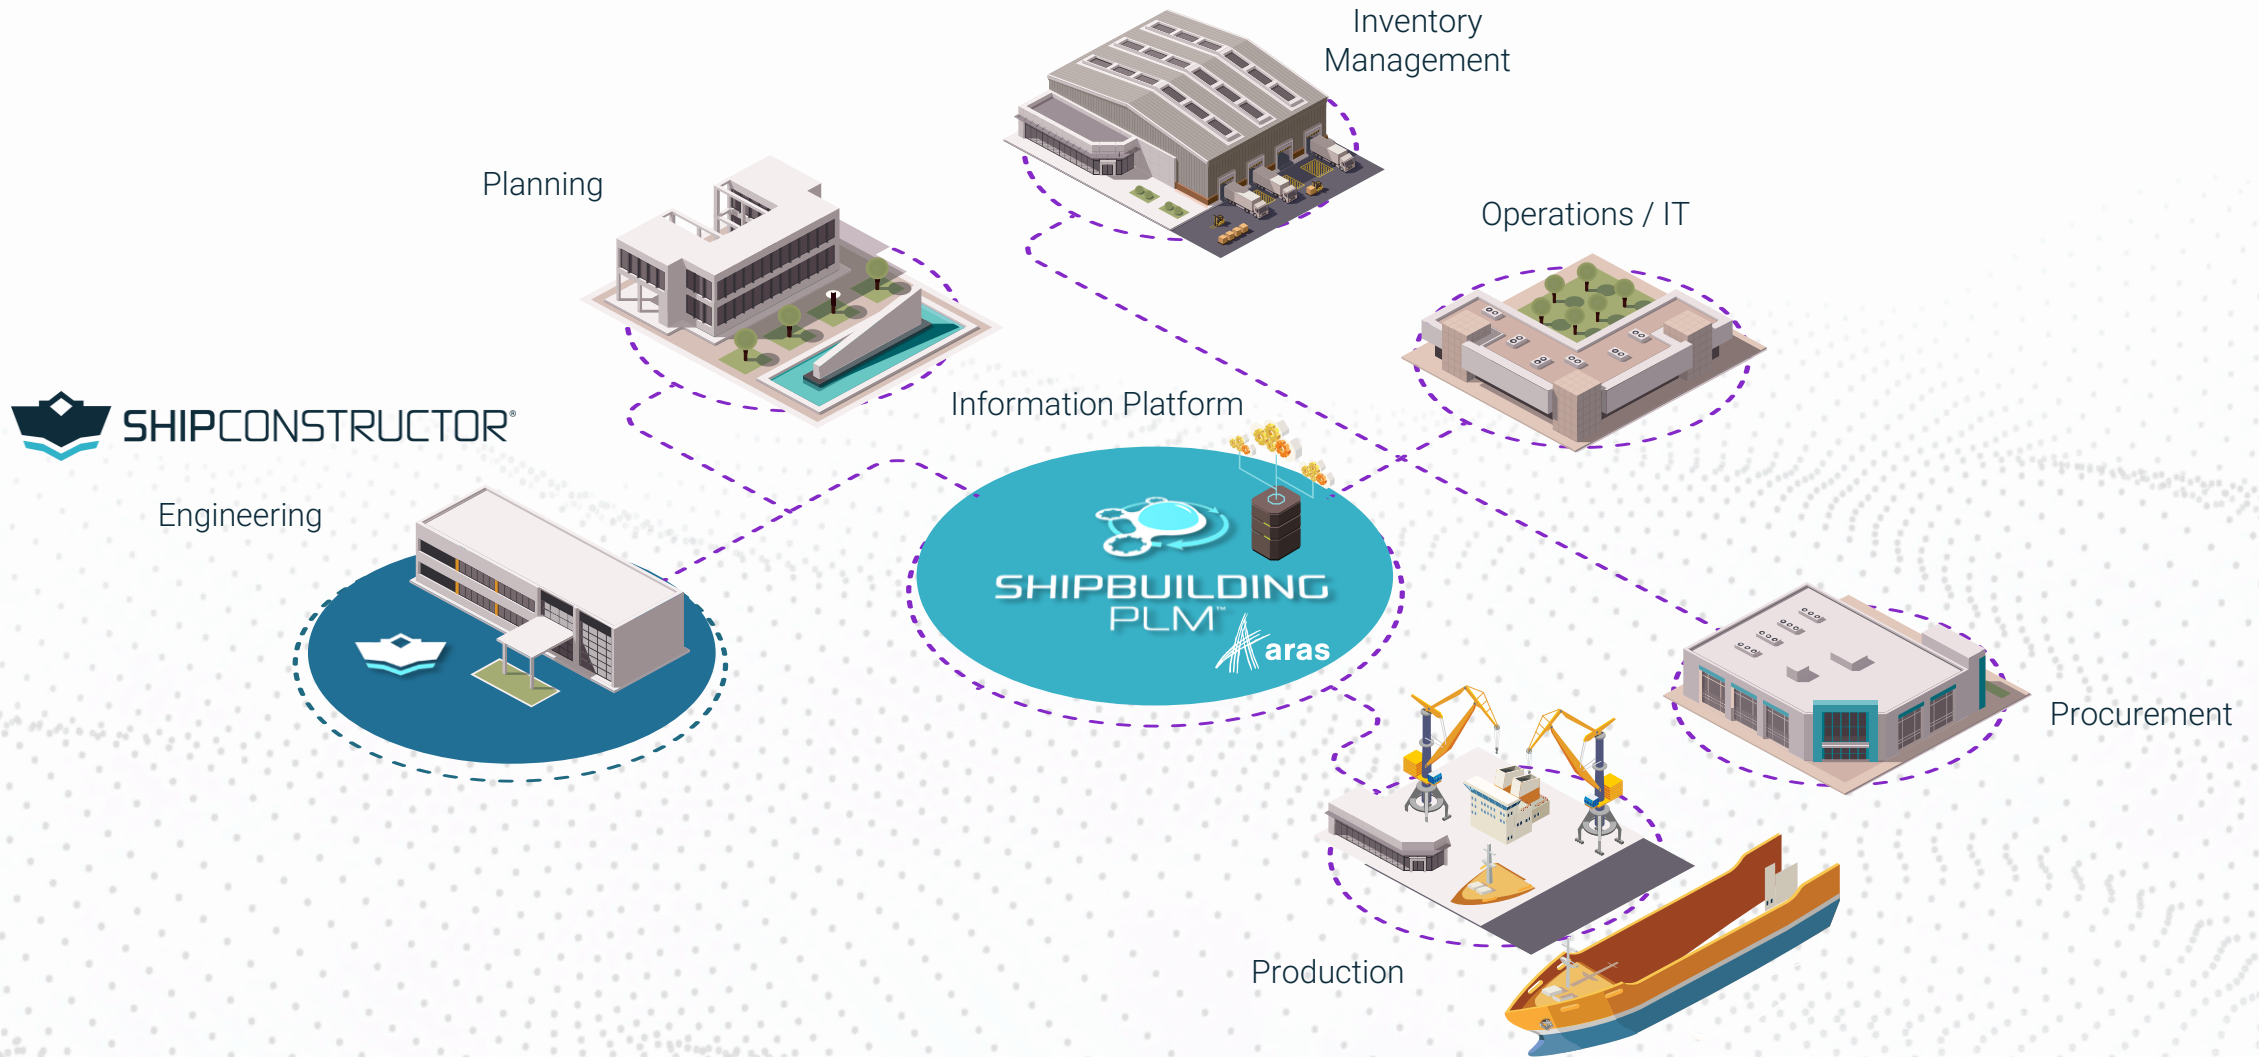 Inventory
Management
Planning
Operations / IT
Information Platform
SHIPCONSTRUCTOR®
Engineering
SHIPBUILDING
PLM™
aras
Procurement
Production